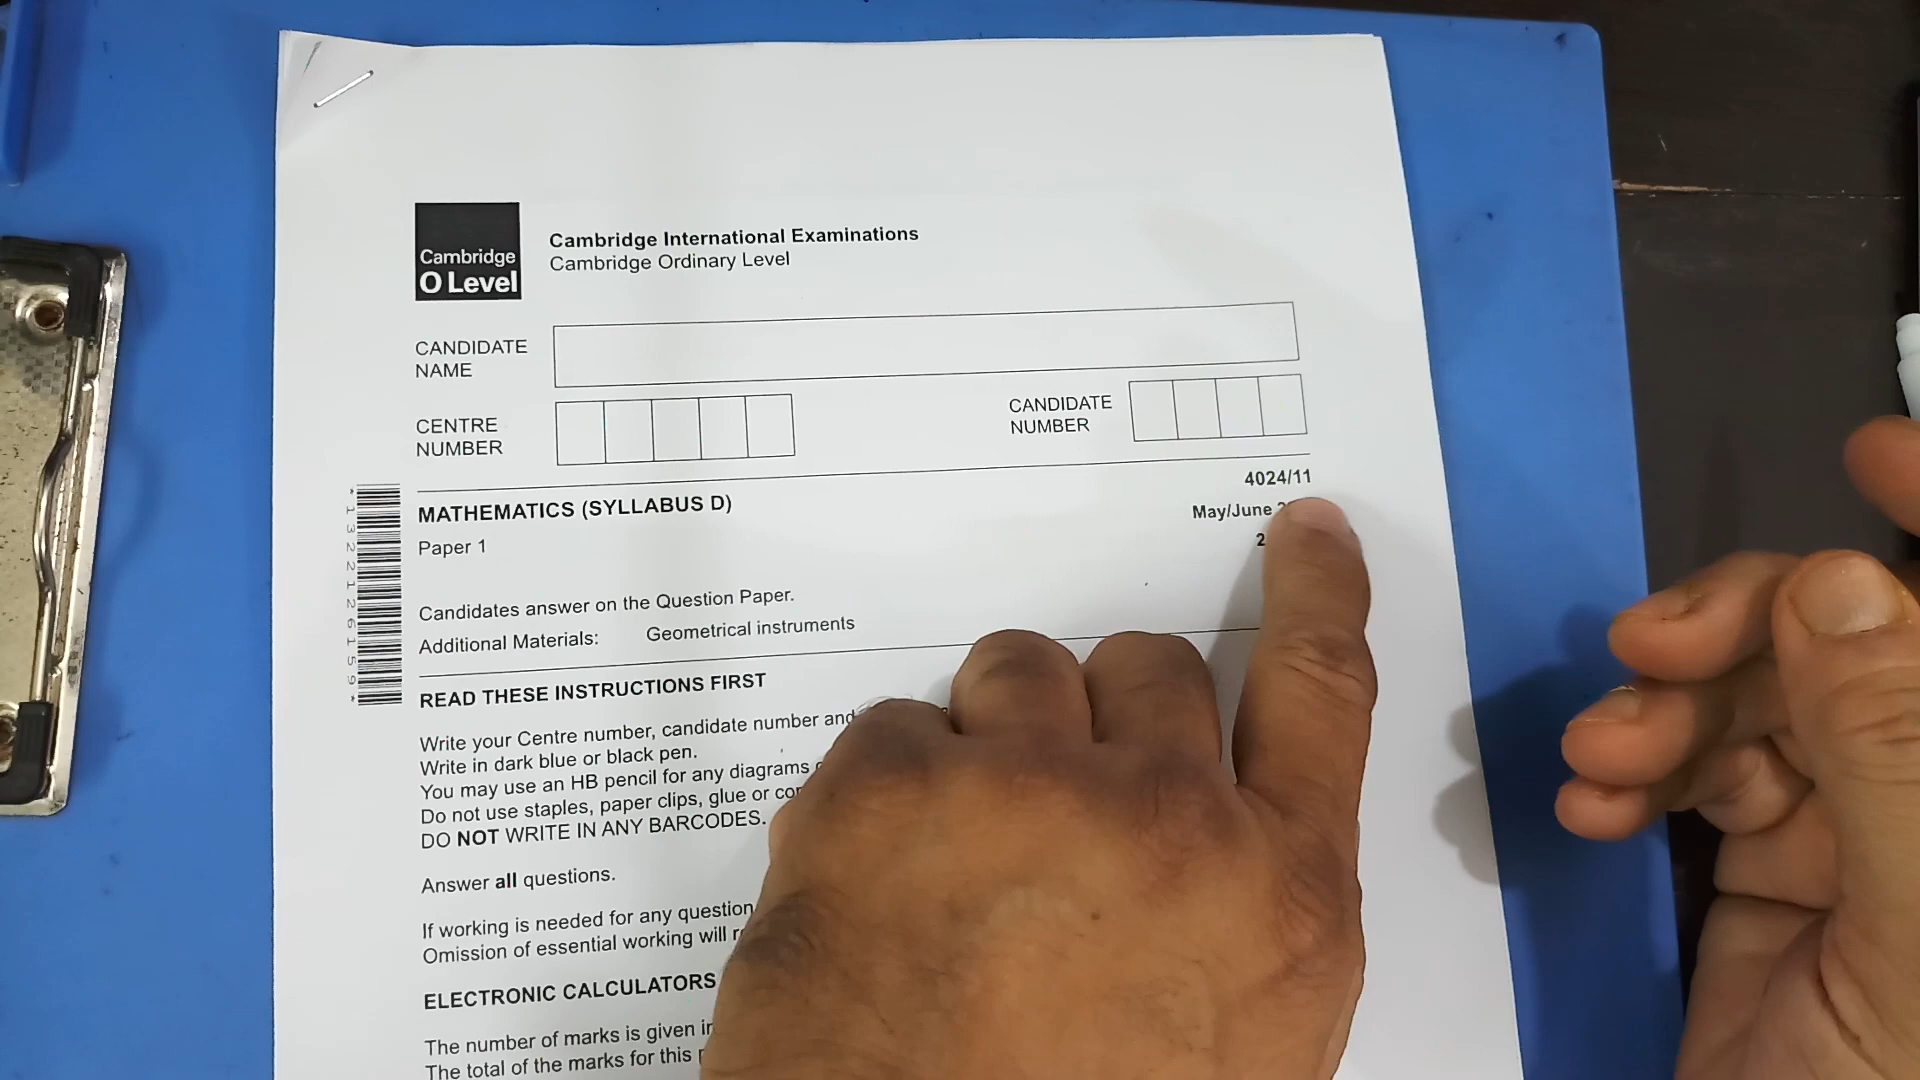 Cambridge
O Level
Cambridge International Examinations
Cambridge Ordinary Level
CANDIDATE
NAME
CENTRE
NUMBER
CANDIDATE
NUMBER
*1322126159*
MATHEMATICS (SYLLABUS D)
4024/11
Paper 1
May/June
2
Candidates answer on the Question Paper.
Additional Materials: Geometrical instruments
READ THESE INSTRUCTIONS FIRST
Write your Centre number, candidate number and
Write in dark blue or black pen.
You may use an HB pencil for any diagrams
Do not use staples, paper clips, glue or
DO NOT WRITE IN ANY BARCODES.
Answer all questions.
If working is needed for any question
Omission of essential working will
ELECTRONIC CALCULATORS
The number of marks is given
The total of the marks for this